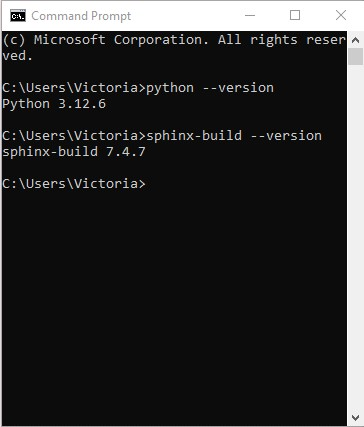 Command Prompt
(c) Microsoft Corporation. All rights reser
ved.
C:\Users\Victoria>python --version
Python 3.12.6
C:\Users\Victoria>sphinx-build --version
sphinx-build 7.4.7
C:\Users\Victoria>